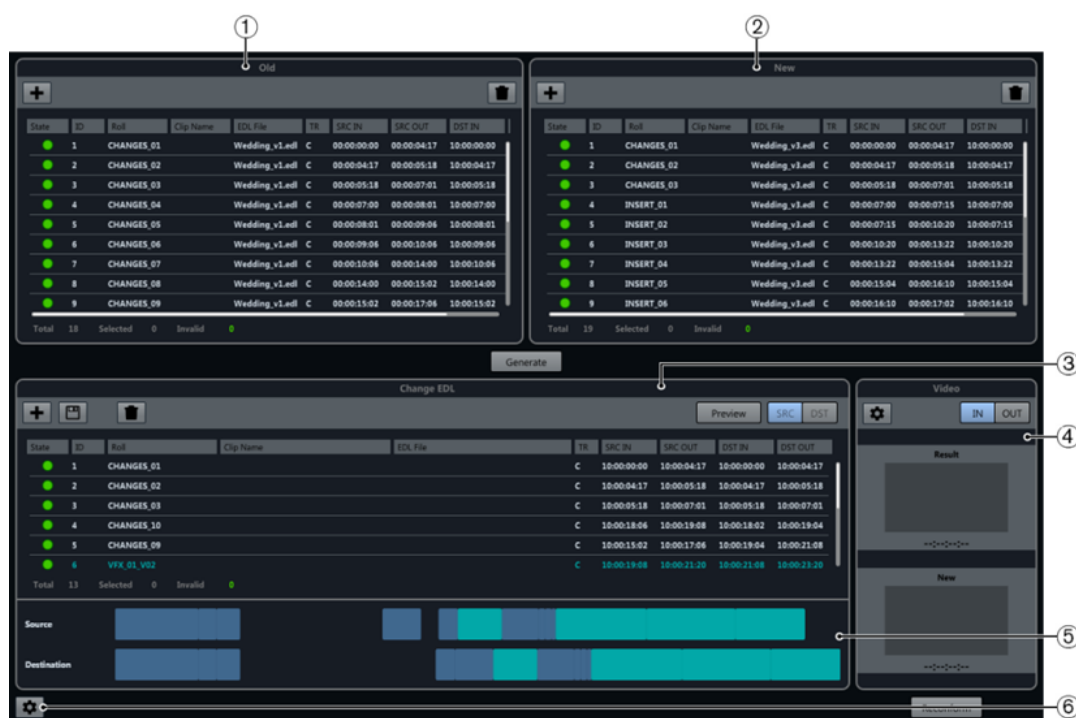 ① ②
Old New
State ID Roll Clip Name EDL File TR SRC IN SRC OUT DST IN
1 CHANGES_01 Wedding_v1.edl C 00:00:00:00 00:00:04:17 10:00:00:00
2 CHANGES_02 Wedding_v1.edl C 00:00:04:17 00:00:05:18 10:00:04:17
3 CHANGES_03 Wedding_v1.edl C 00:00:05:18 00:00:07:01 10:00:05:18
4 CHANGES_04 Wedding_v1.edl C 00:00:07:00 00:00:08:01 10:00:07:00
5 CHANGES_05 Wedding_v1.edl C 00:00:08:01 00:00:09:06 10:00:08:01
6 CHANGES_06 Wedding_v1.edl C 00:00:09:06 00:00:10:06 10:00:09:06
7 CHANGES_07 Wedding_v1.edl C 00:00:10:06 00:00:14:00 10:00:10:06
8 CHANGES_08 Wedding_v1.edl C 00:00:14:00 00:00:15:02 10:00:14:00
9 CHANGES_09 Wedding_v1.edl C 00:00:15:02 00:00:17:06 10:00:15:02
Total 18 Selected 0 Invalid 0
State ID Roll Clip Name EDL File TR SRC IN SRC OUT DST IN
1 CHANGES_01 Wedding_v3.edl C 00:00:00:00 00:00:04:17 10:00:00:00
2 CHANGES_02 Wedding_v3.edl C 00:00:04:17 00:00:05:18 10:00:04:17
3 CHANGES_03 Wedding_v3.edl C 00:00:05:18 00:00:07:01 10:00:05:18
4 INSERT_01 Wedding_v3.edl C 00:00:07:00 00:00:07:15 10:00:07:00
5 INSERT_02 Wedding_v3.edl C 00:00:07:15 00:00:10:20 10:00:07:15
6 INSERT_03 Wedding_v3.edl C 00:00:10:20 00:00:13:22 10:00:10:20
7 INSERT_04 Wedding_v3.edl C 00:00:13:22 00:00:15:04 10:00:13:22
8 INSERT_05 Wedding_v3.edl C 00:00:15:04 00:00:16:10 10:00:15:04
9 INSERT_06 Wedding_v3.edl C 00:00:16:10 00:00:17:02 10:00:16:10
Total 19 Selected 0 Invalid 0
Generate
③
Change EDL
Preview SRC DST
State ID Roll Clip Name EDL File TR SRC IN SRC OUT DST IN DST OUT
1 CHANGES_01 C 10:00:00:00 10:00:04:17 10:00:00:00 10:00:04:17
2 CHANGES_02 C 10:00:04:17 10:00:05:18 10:00:04:17 10:00:05:18
3 CHANGES_03 C 10:00:05:18 10:00:07:01 10:00:05:18 10:00:07:01
4 CHANGES_10 C 10:00:18:06 10:00:19:08 10:00:18:02 10:00:19:04
5 CHANGES_09 C 10:00:15:02 10:00:17:06 10:00:19:04 10:00:21:08
6 VFX_01_V02 C 10:00:19:08 10:00:21:20 10:00:21:08 10:00:23:20
Total 13 Selected 0 Invalid 0
Source
Destination
Video
IN OUT
④
Result
--:--:--:--
New
--:--:--:--
⑤
Reconform
⑥